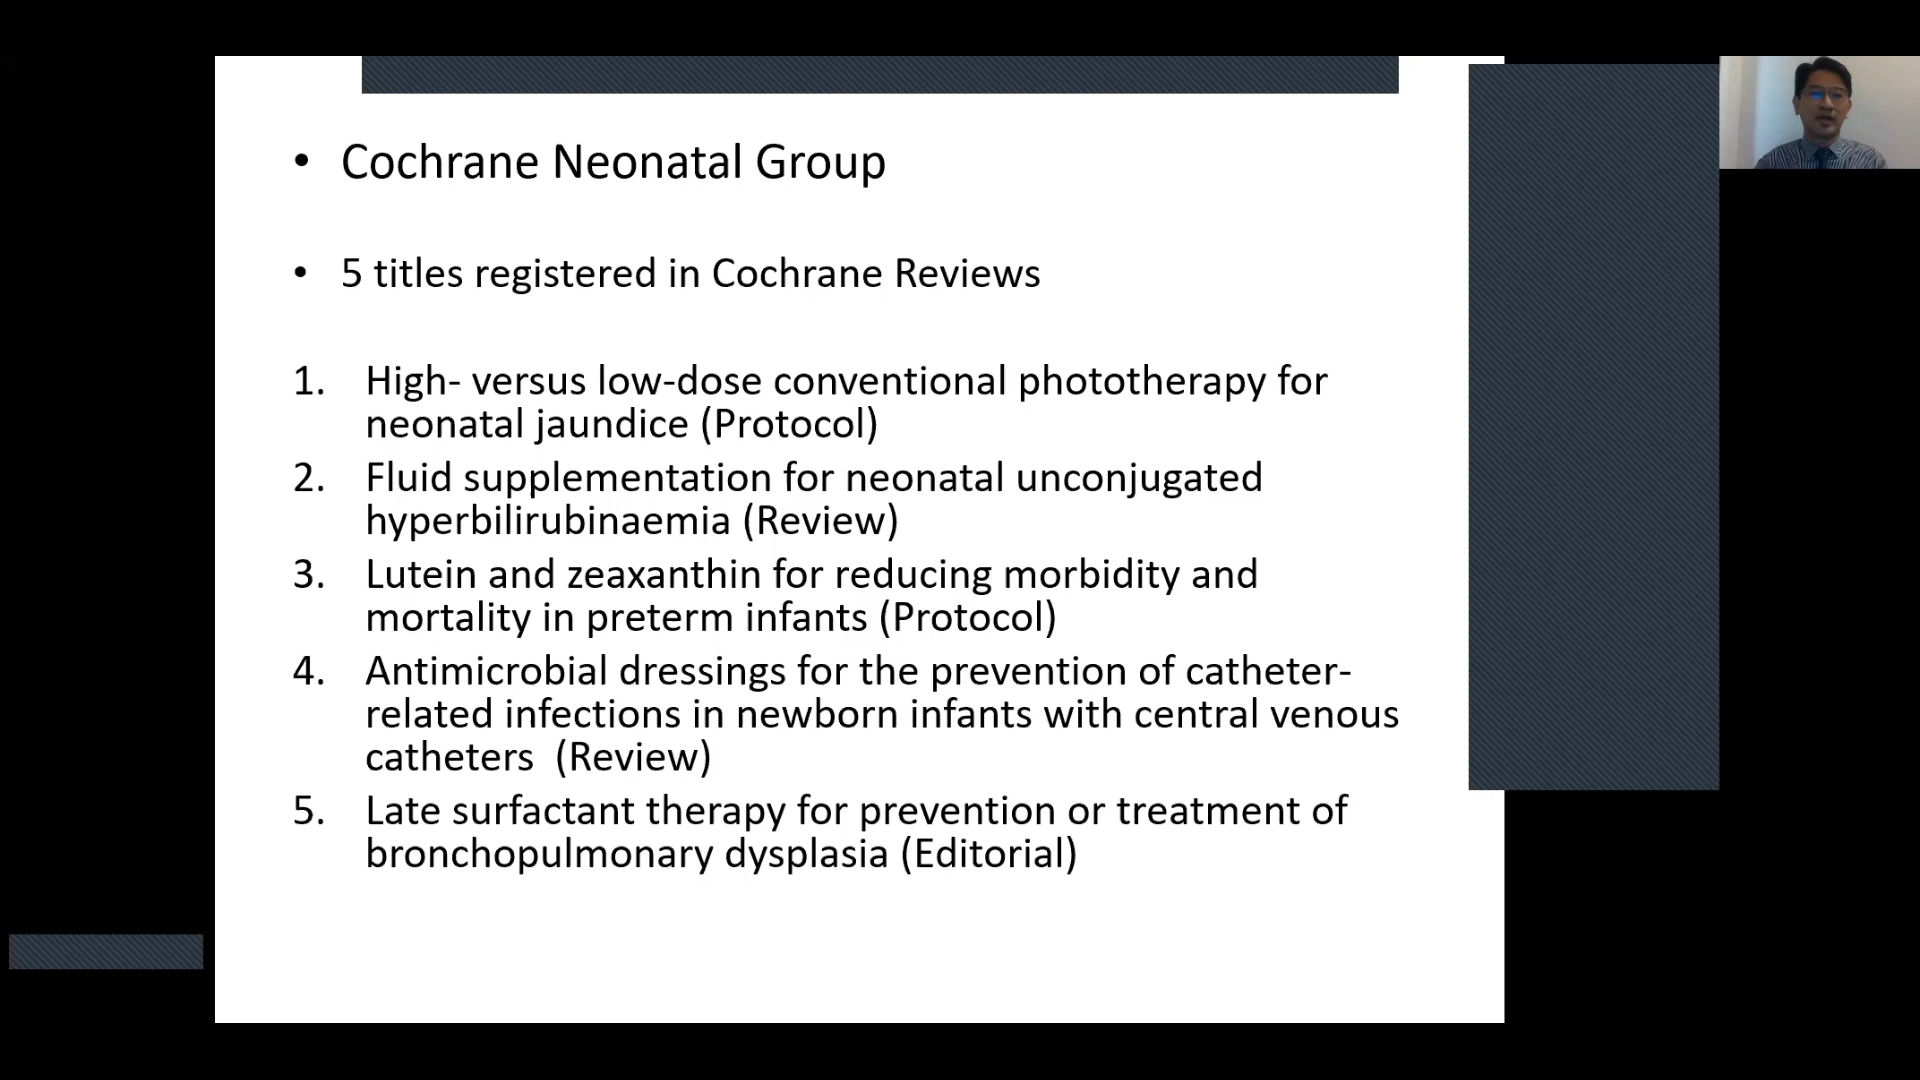 • Cochrane Neonatal Group
• 5 titles registered in Cochrane Reviews
1. High- versus low-dose conventional phototherapy for
neonatal jaundice (Protocol)
2. Fluid supplementation for neonatal unconjugated
hyperbilirubinaemia (Review)
3. Lutein and zeaxanthin for reducing morbidity and
mortality in preterm infants (Protocol)
4. Antimicrobial dressings for the prevention of catheter-
related infections in newborn infants with central venous
catheters (Review)
5. Late surfactant therapy for prevention or treatment of
bronchopulmonary dysplasia (Editorial)